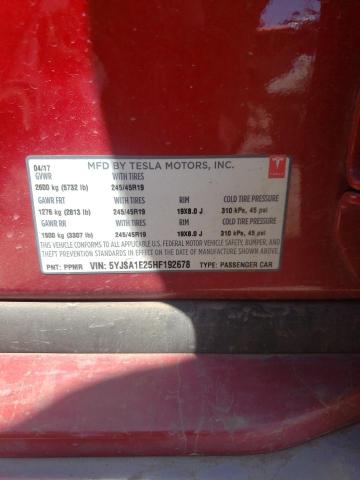 04/17 MFD BY TESLA MOTORS, INC.
GVWR WITH TIRES
2600 kg (5732 lb) 245/45R19
GAWR FRT WITH TIRES RIM COLD TIRE PRESSURE
1276 kg (2813 lb) 245/45R19 19X8.0 J 310 kPa, 45 psi
GAWR RR WITH TIRES RIM COLD TIRE PRESSURE
1500 kg (3307 lb) 245/45R19 19X8.0 J 310 kPa, 45 psi
THIS VEHICLE CONFORMS TO ALL APPLICABLE U.S. FEDERAL MOTOR VEHICLE SAFETY, BUMPER, AND
THEFT PREVENTION STANDARDS IN EFFECT ON THE DATE OF MANUFACTURE SHOWN ABOVE.
PNT: PPMR VIN: 5YJSA1E25HF192678 TYPE: PASSENGER CAR